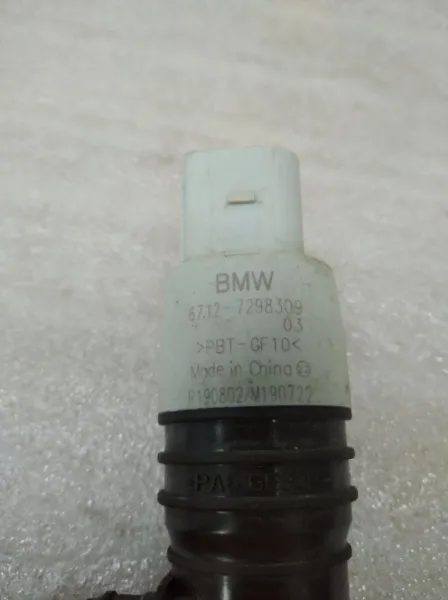 BMW
67.12-7298309
03
>PBT-GF10<
Made in China
P190802/M190722